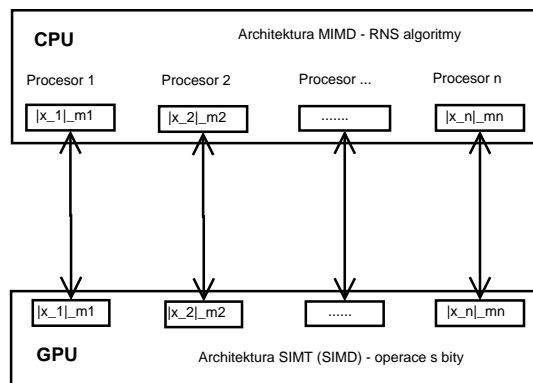 CPU
Architektura MIMD - RNS algoritmy
Procesor 1 Procesor 2 Procesor ... Procesor n
|x_1|_m1 |x_2|_m2 ....... |x_n|_mn
|x_1|_m1 |x_2|_m2 ...... |x_n|_mn
GPU
Architektura SIMT (SIMD) - operace s bity